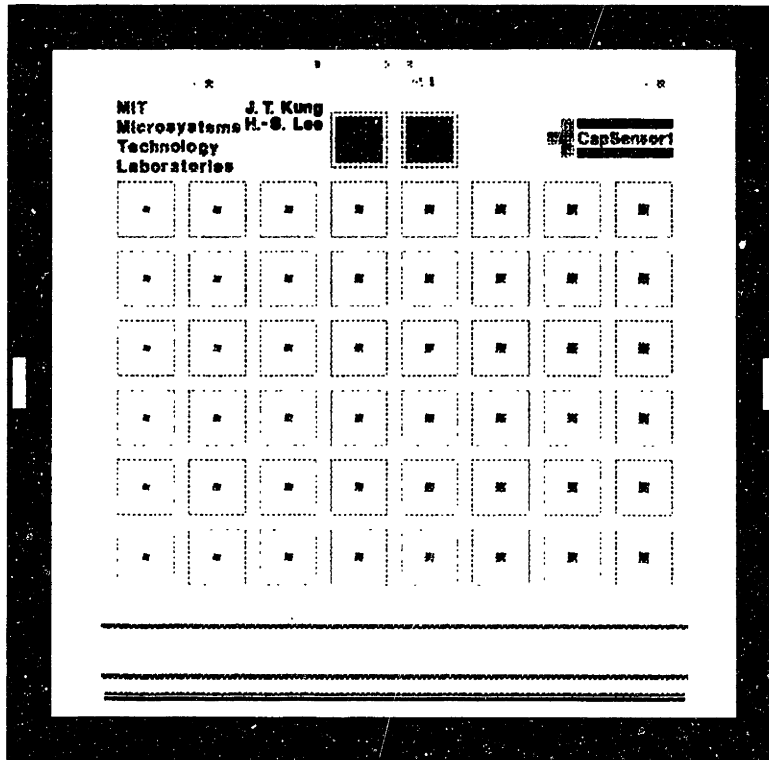 MIT
Microsystems
Technology
Laboratories
J. T. Kung
H.-S. Lee
CapSensor1